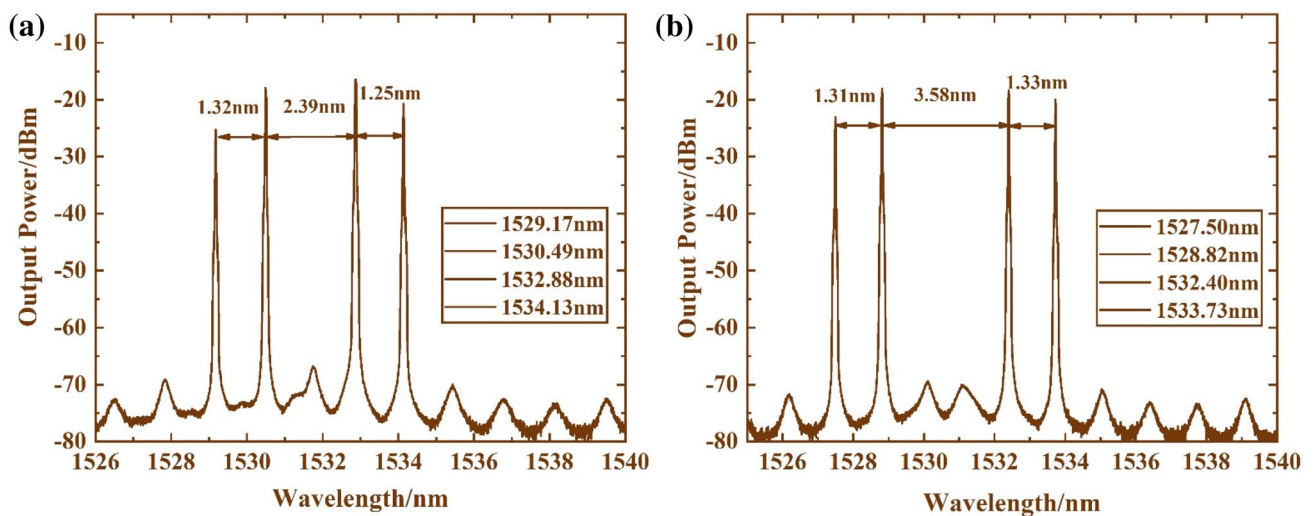 (a)
Output Power/dBm
-10
-20
-30
-40
-50
-60
-70
-80
1.32nm
2.39nm
1.25nm
1529.17nm
1530.49nm
1532.88nm
1534.13nm
1526 1528 1530 1532 1534 1536 1538 1540
Wavelength/nm
(b)
Output Power/dBm
-10
-20
-30
-40
-50
-60
-70
-80
1.31nm
3.58nm
1.33nm
1527.50nm
1528.82nm
1532.40nm
1533.73nm
1526 1528 1530 1532 1534 1536 1538 1540
Wavelength/nm